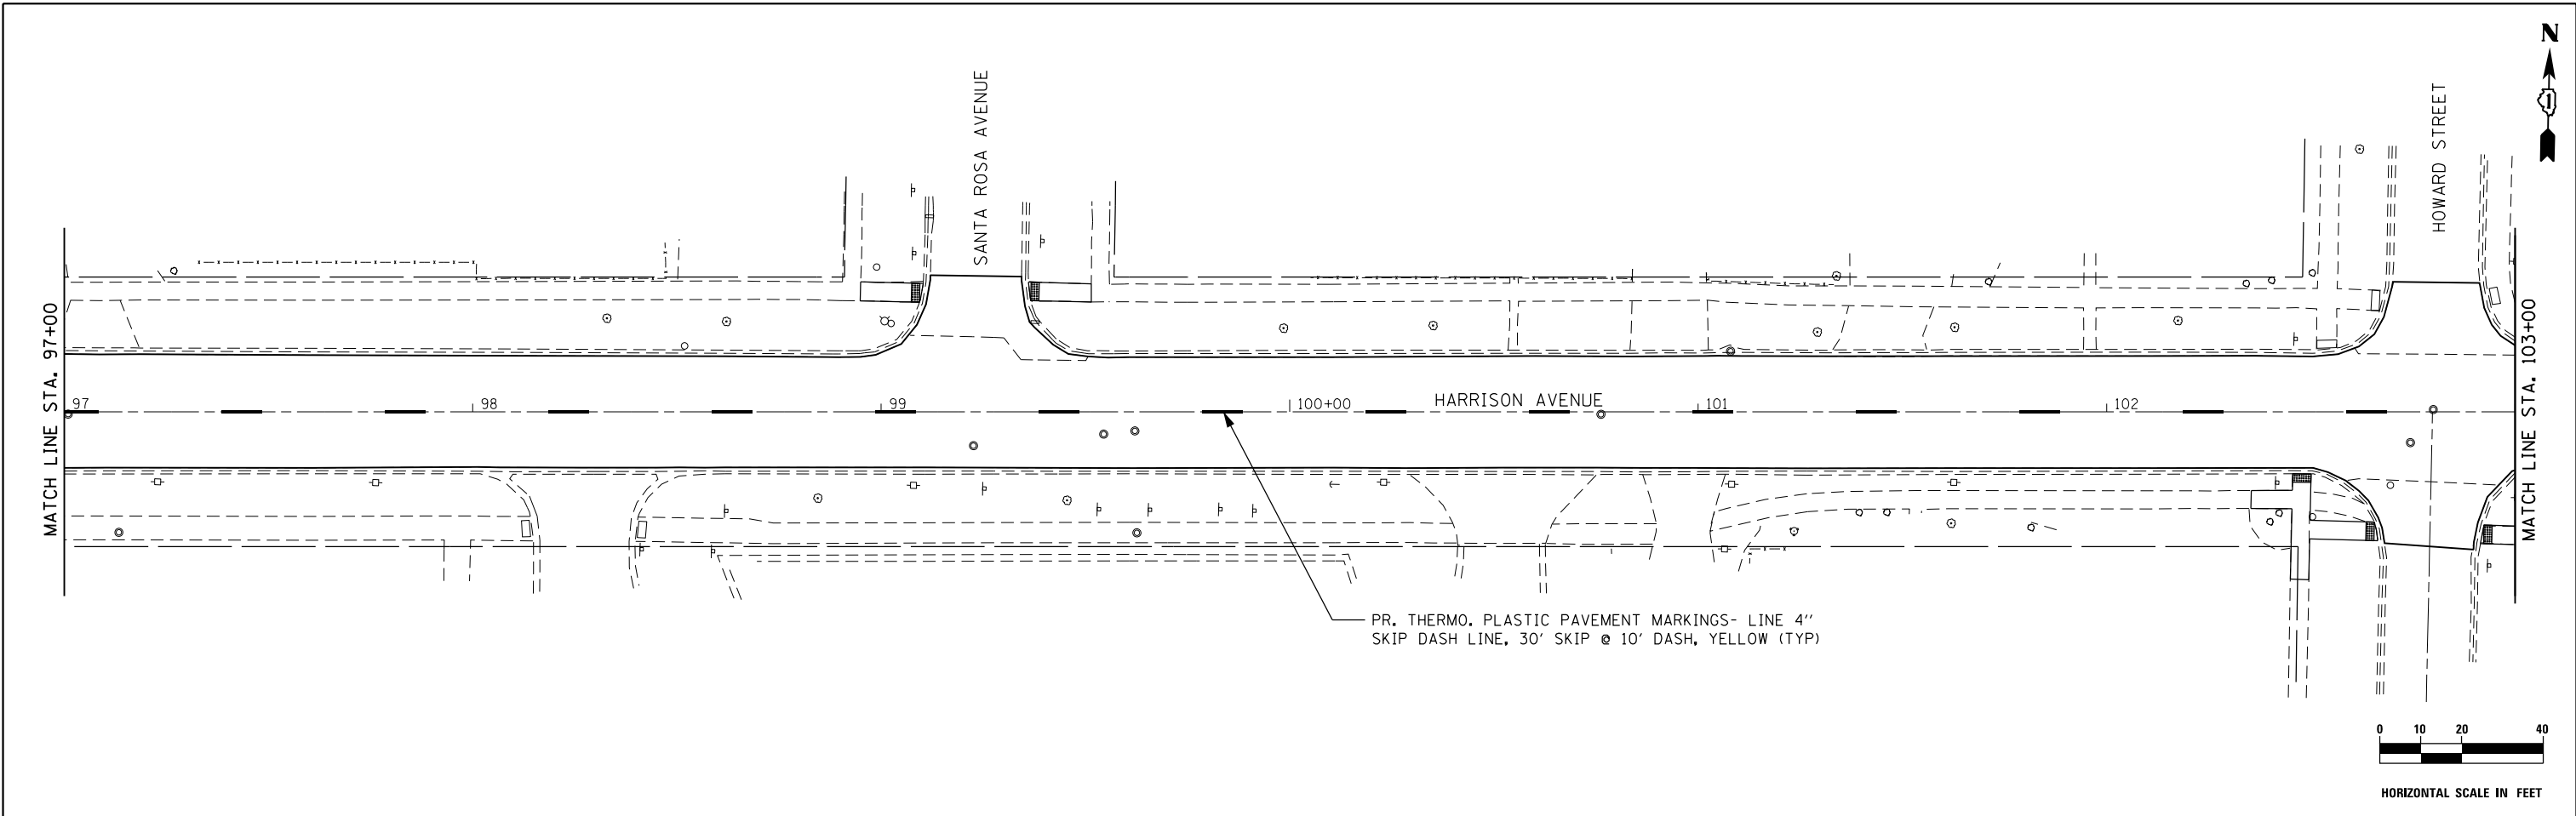 N
1
SANTA ROSA AVENUE
HOWARD STREET
MATCH LINE STA. 97+00
MATCH LINE STA. 103+00
97
98
99
100+00
HARRISON AVENUE
101
102
PR. THERMO. PLASTIC PAVEMENT MARKINGS- LINE 4"
SKIP DASH LINE, 30' SKIP @ 10' DASH, YELLOW (TYP)
0 10 20 40
HORIZONTAL SCALE IN FEET